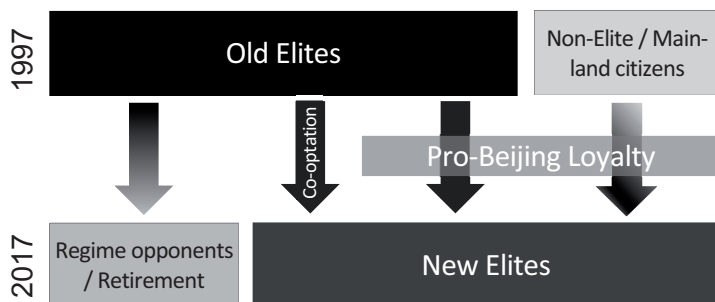 1997
Old Elites
Non-Elite / Main-
land citizens
Co-optation
Pro-Beijing Loyalty
2017
Regime opponents
/ Retirement
New Elites